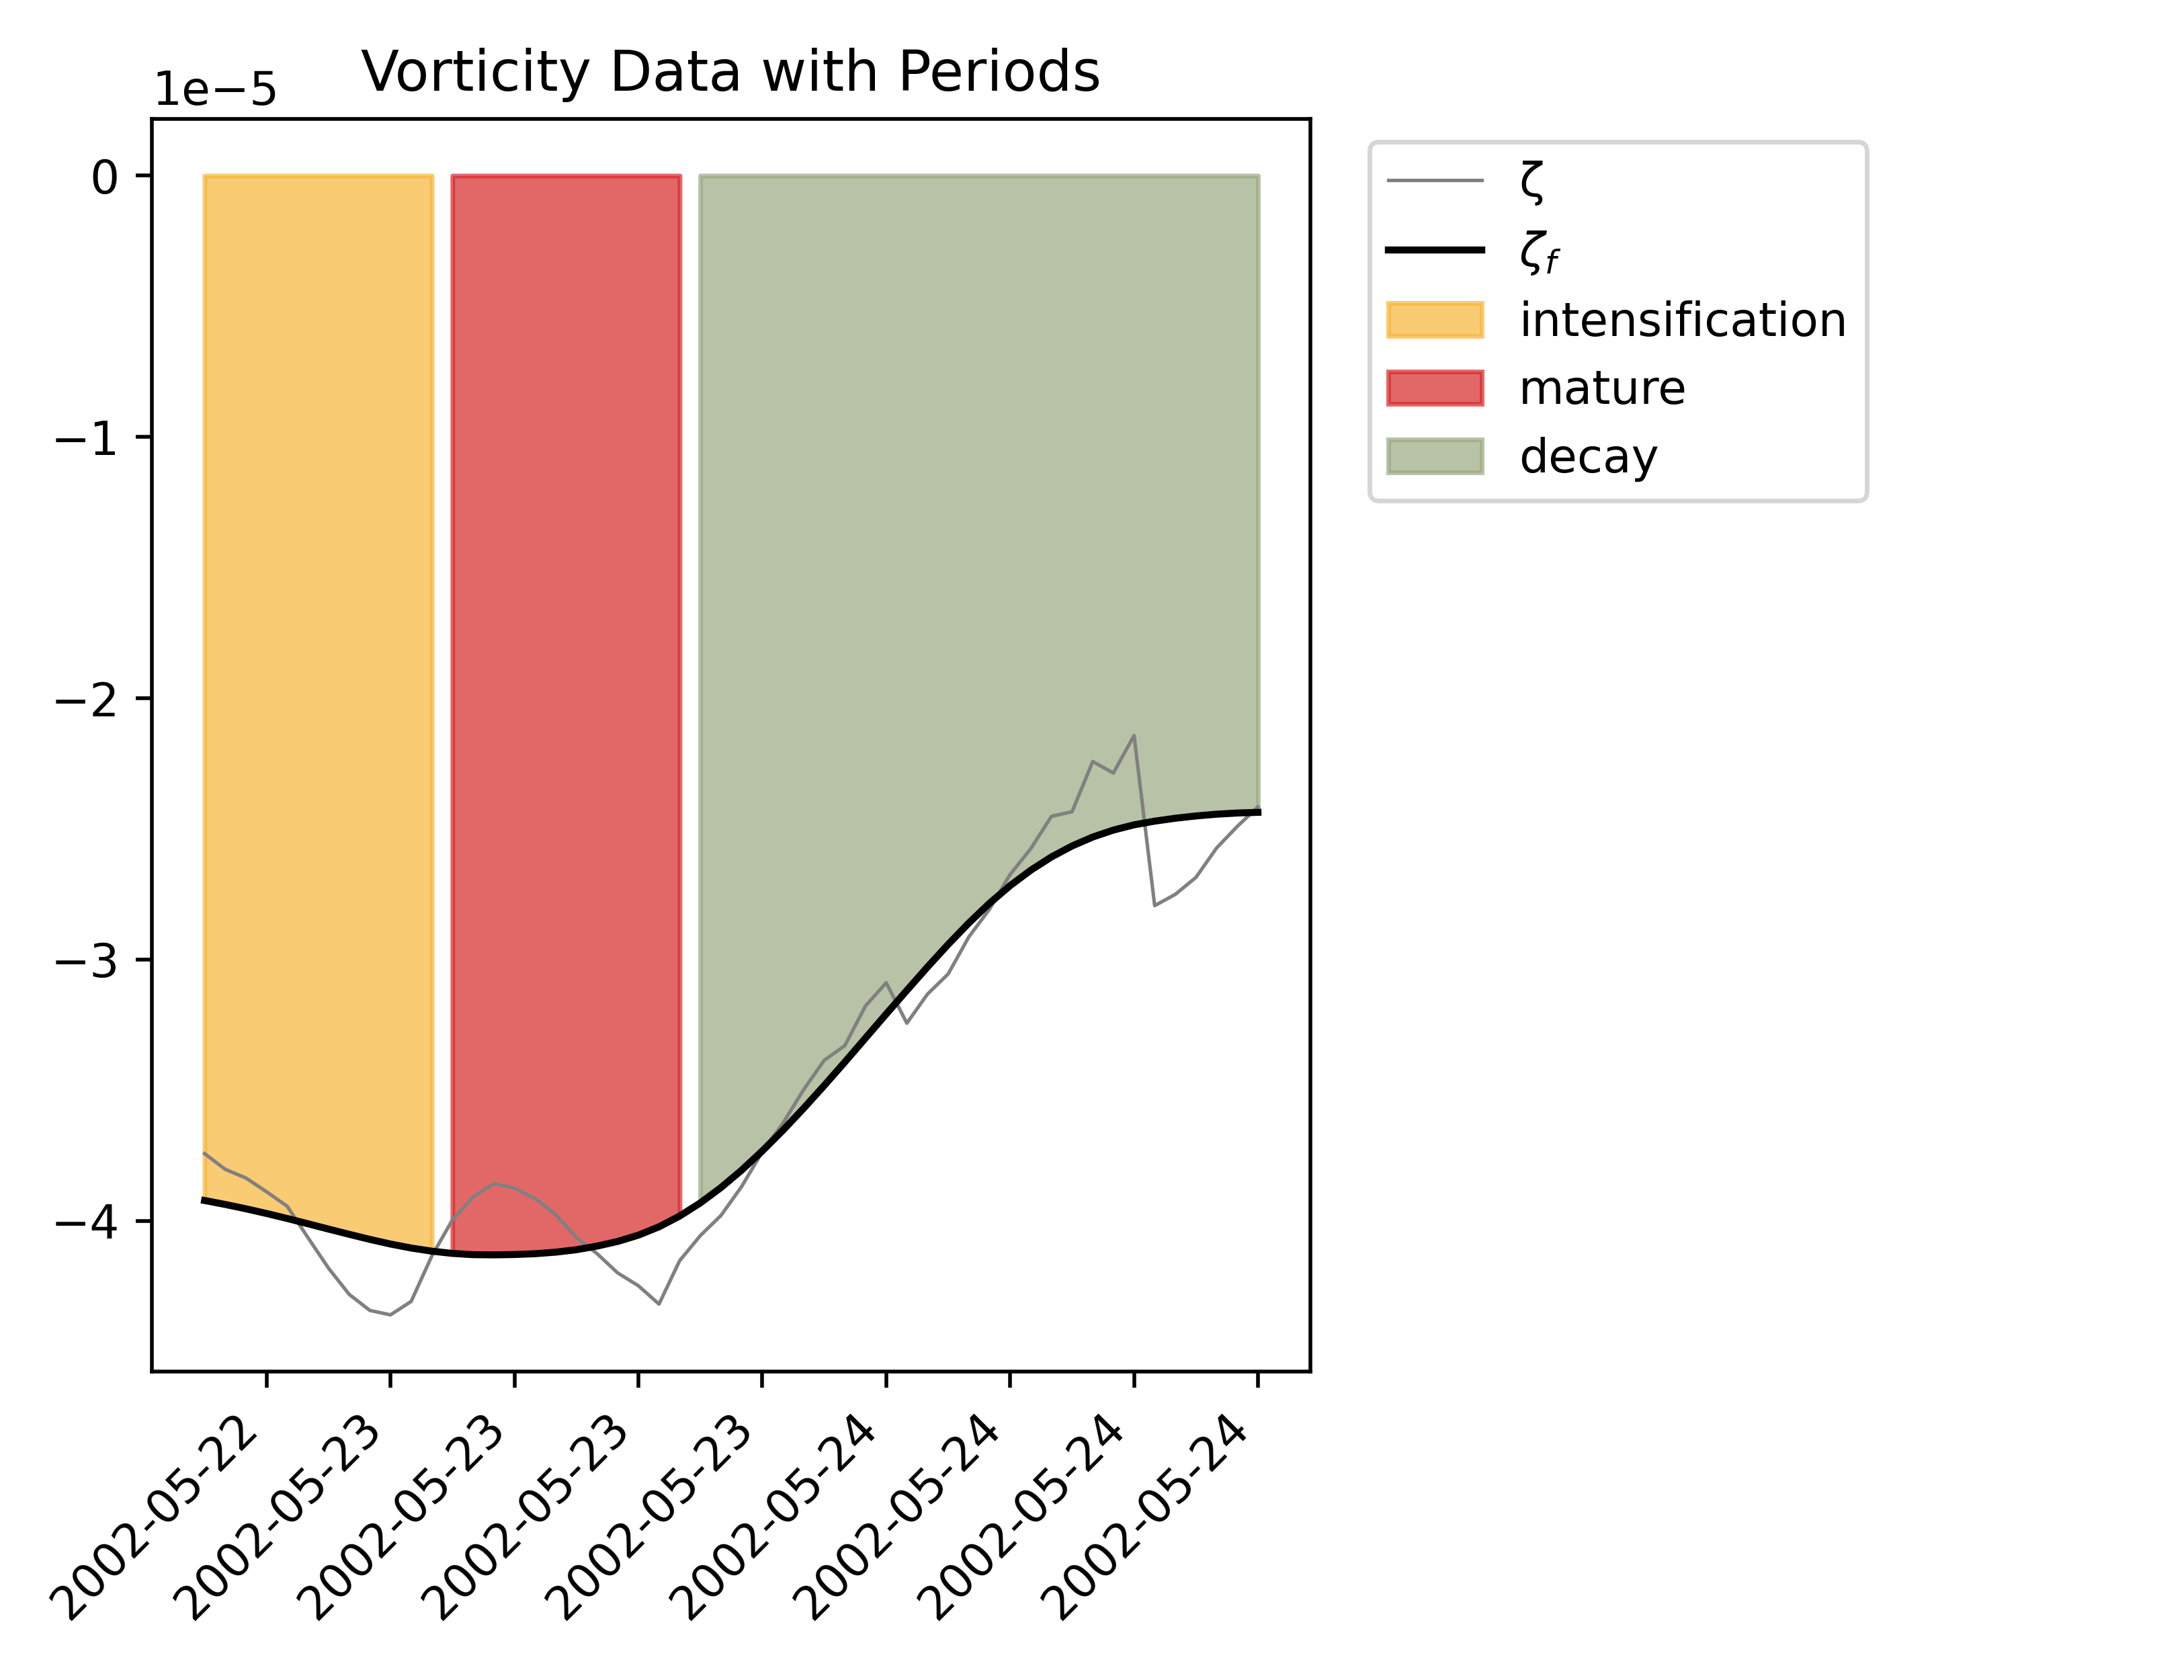 Vorticity Data with Periods
1e−5
0
−1
−2
−3
−4
2002-05-22
2002-05-23
2002-05-23
2002-05-23
2002-05-23
2002-05-24
2002-05-24
2002-05-24
2002-05-24
ζ
ζf
intensification
mature
decay